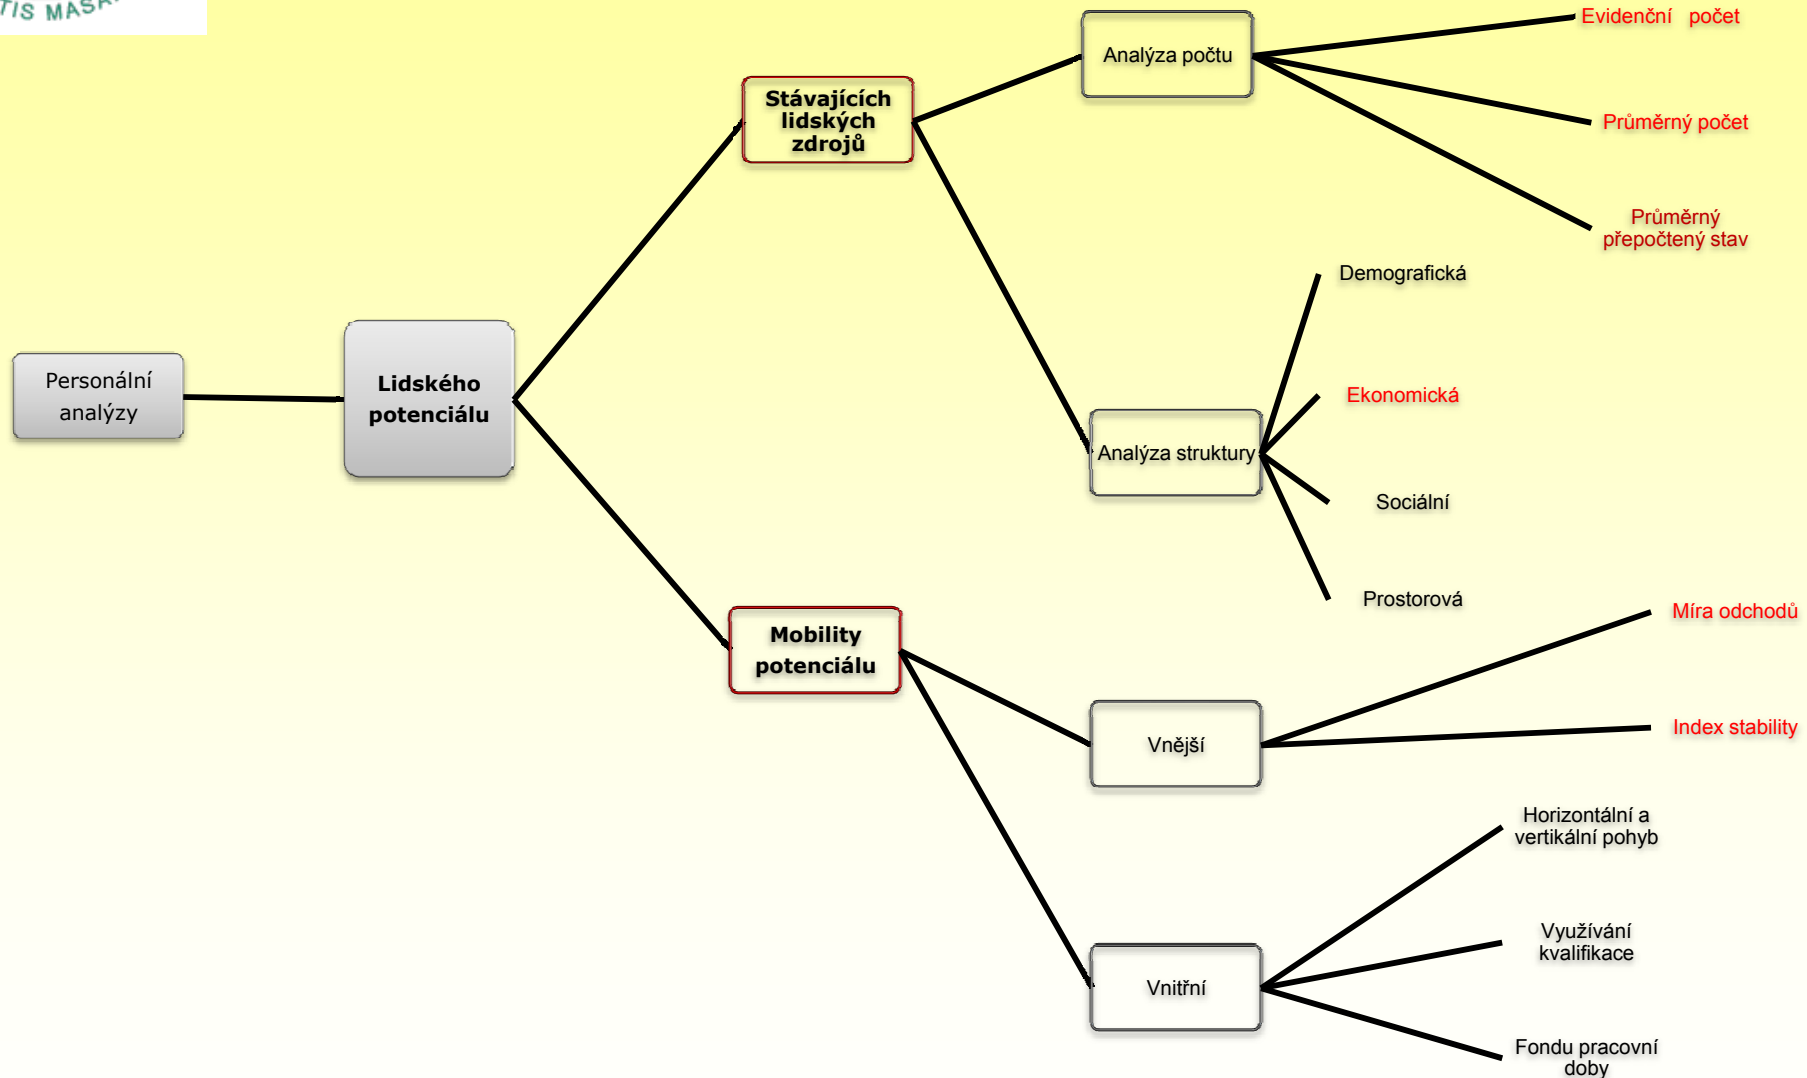 Evidenční počet
Analýza počtu
Stávajících
lidských
zdrojů
Průměrný počet
Průměrný
přepočtený stav
Demografická
Personální
analýzy
Lidského
potenciálu
Ekonomická
Analýza struktury
Sociální
Prostorová
Mobility
potenciálu
Míra odchodů
Vnější
Index stability
Horizontální a
vertikální pohyb
Využívání
kvalifikace
Vnitřní
Fondu pracovní
doby